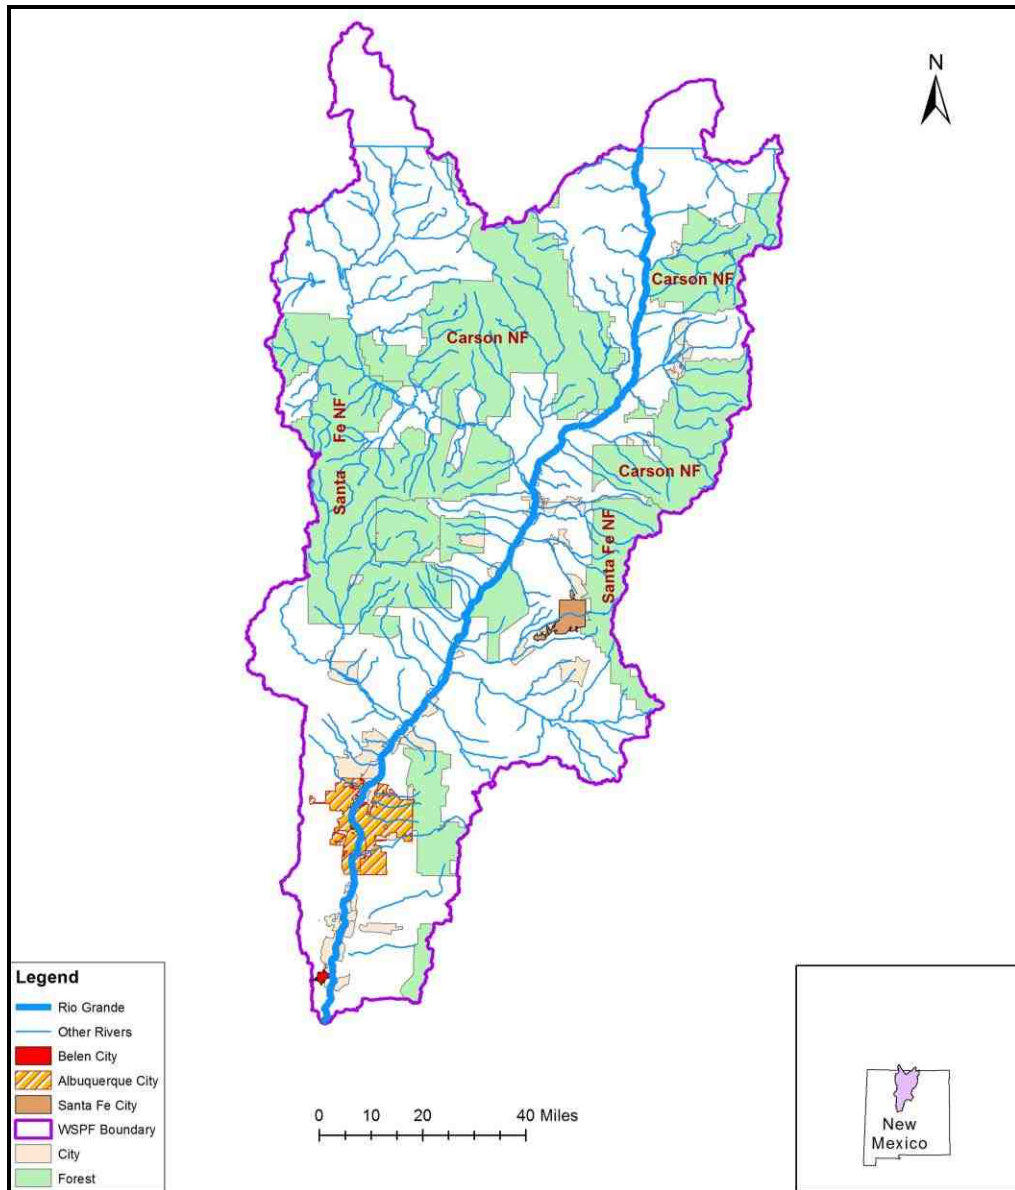 N
Carson NF
Carson NF
Santa Fe NF
Carson NF
Santa Fe NF
Legend
Rio Grande
Other Rivers
Belen City
Albuquerque City
Santa Fe City
WSPF Boundary
City
Forest
0 10 20 40 Miles
New
Mexico